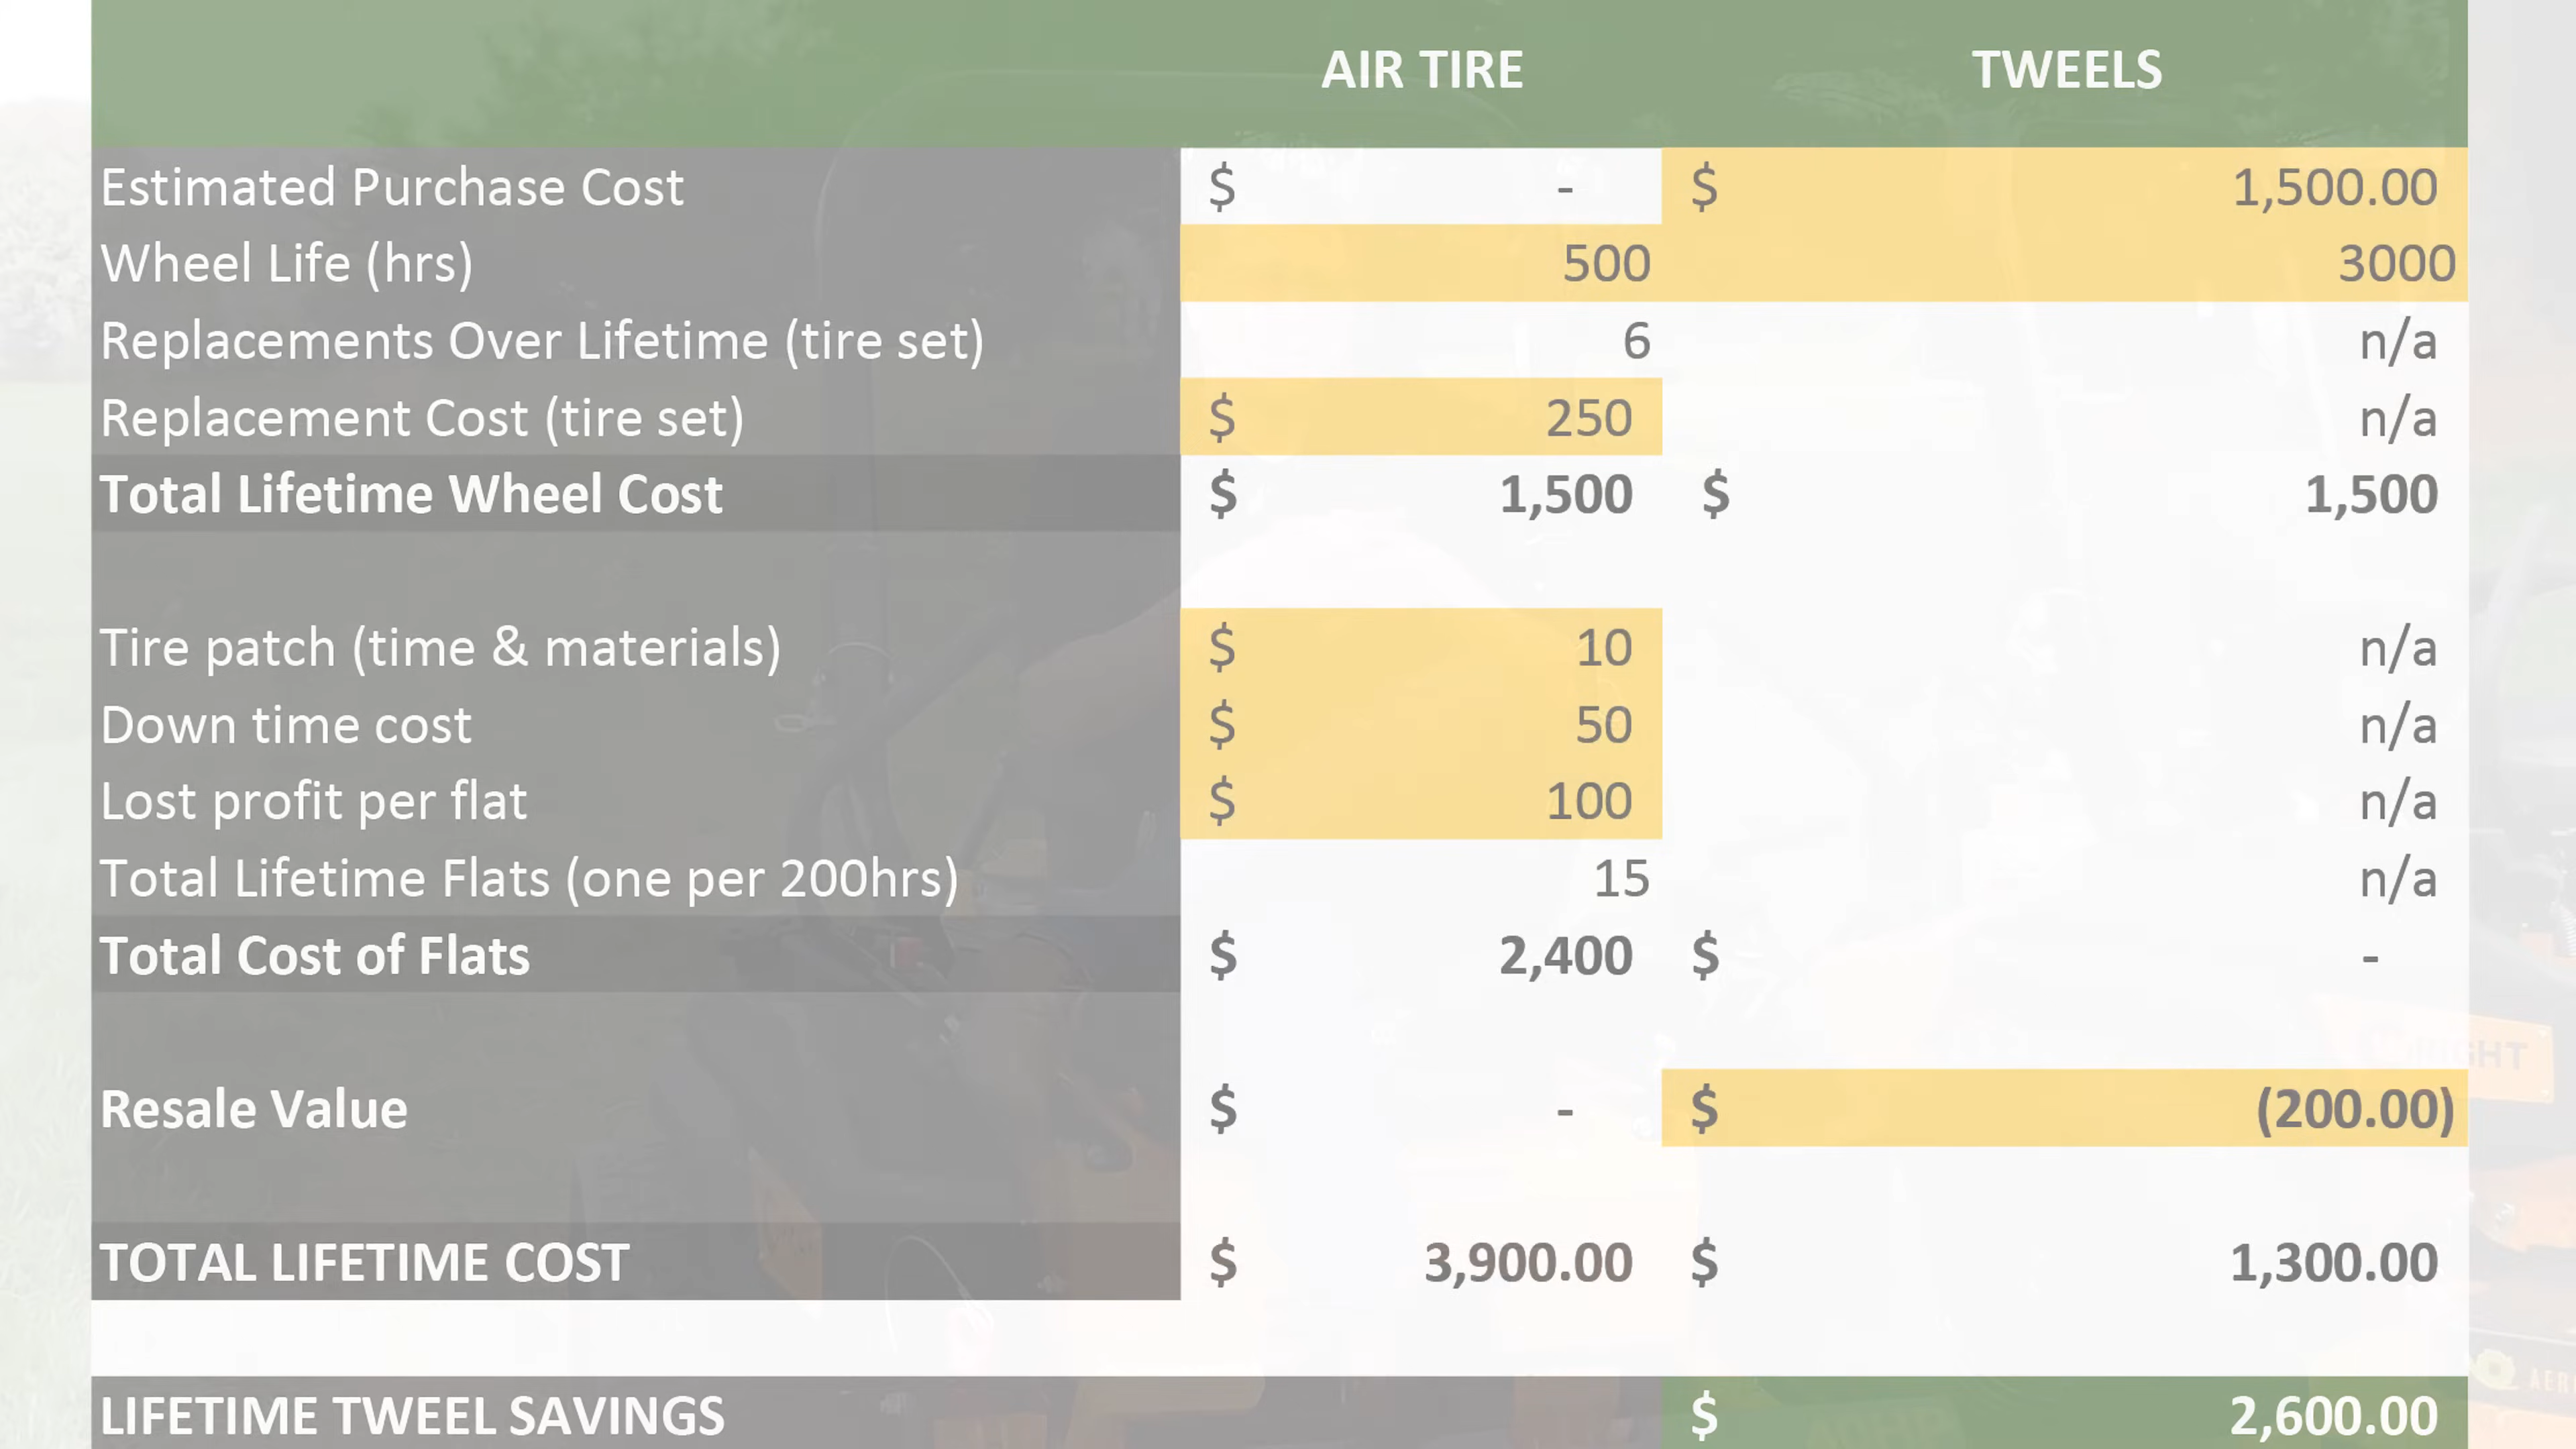 AIR TIRE TWEELS
Estimated Purchase Cost $ - $ 1,500.00
Wheel Life (hrs) 500 3000
Replacements Over Lifetime (tire set) 6 n/a
Replacement Cost (tire set) $ 250 n/a
Total Lifetime Wheel Cost $ 1,500 $ 1,500
Tire patch (time & materials) $ 10 n/a
Down time cost $ 50 n/a
Lost profit per flat $ 100 n/a
Total Lifetime Flats (one per 200hrs) 15 n/a
Total Cost of Flats $ 2,400 $ -
Resale Value $ - $ (200.00)
TOTAL LIFETIME COST $ 3,900.00 $ 1,300.00
LIFETIME TWEEL SAVINGS $ 2,600.00